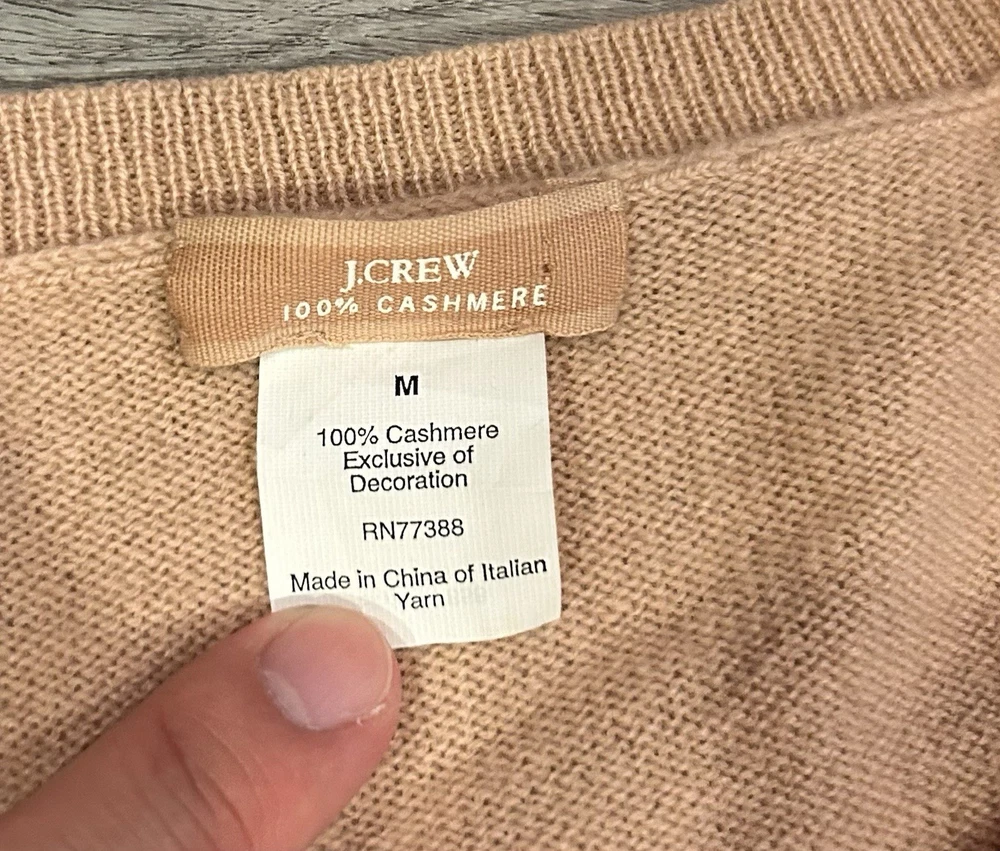 J.CREW
100% CASHMERE
M
100% Cashmere
Exclusive of
Decoration
RN77388
Made in China of Italian
Yarn